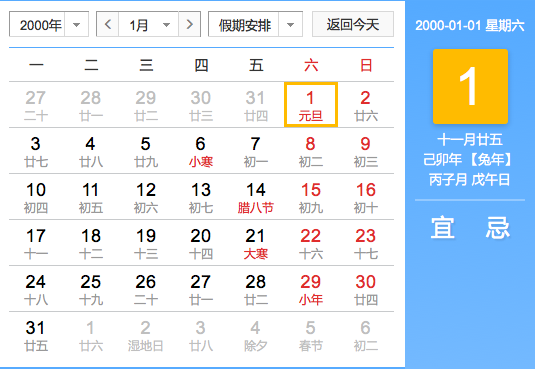 2000年 1月 假期安排 返回今天
一 二 三 四 五 六 日
27 28 29 30 31 1 2
二十 廿一 廿二 廿三 廿四 元旦 廿六
3 4 5 6 7 8 9
廿七 廿八 廿九 小寒 初一 初二 初三
10 11 12 13 14 15 16
初四 初五 初六 初七 腊八节 初九 初十
17 18 19 20 21 22 23
十一 十二 十三 十四 大寒 十六 十七
24 25 26 27 28 29 30
十八 十九 二十 廿一 廿二 小年 廿四
31 1 2 3 4 5 6
廿五 廿六 湿地日 廿八 除夕 春节 初二
2000-01-01 星期六
1
十一月廿五
己卯年【兔年】
丙子月 戊午日
宜 忌